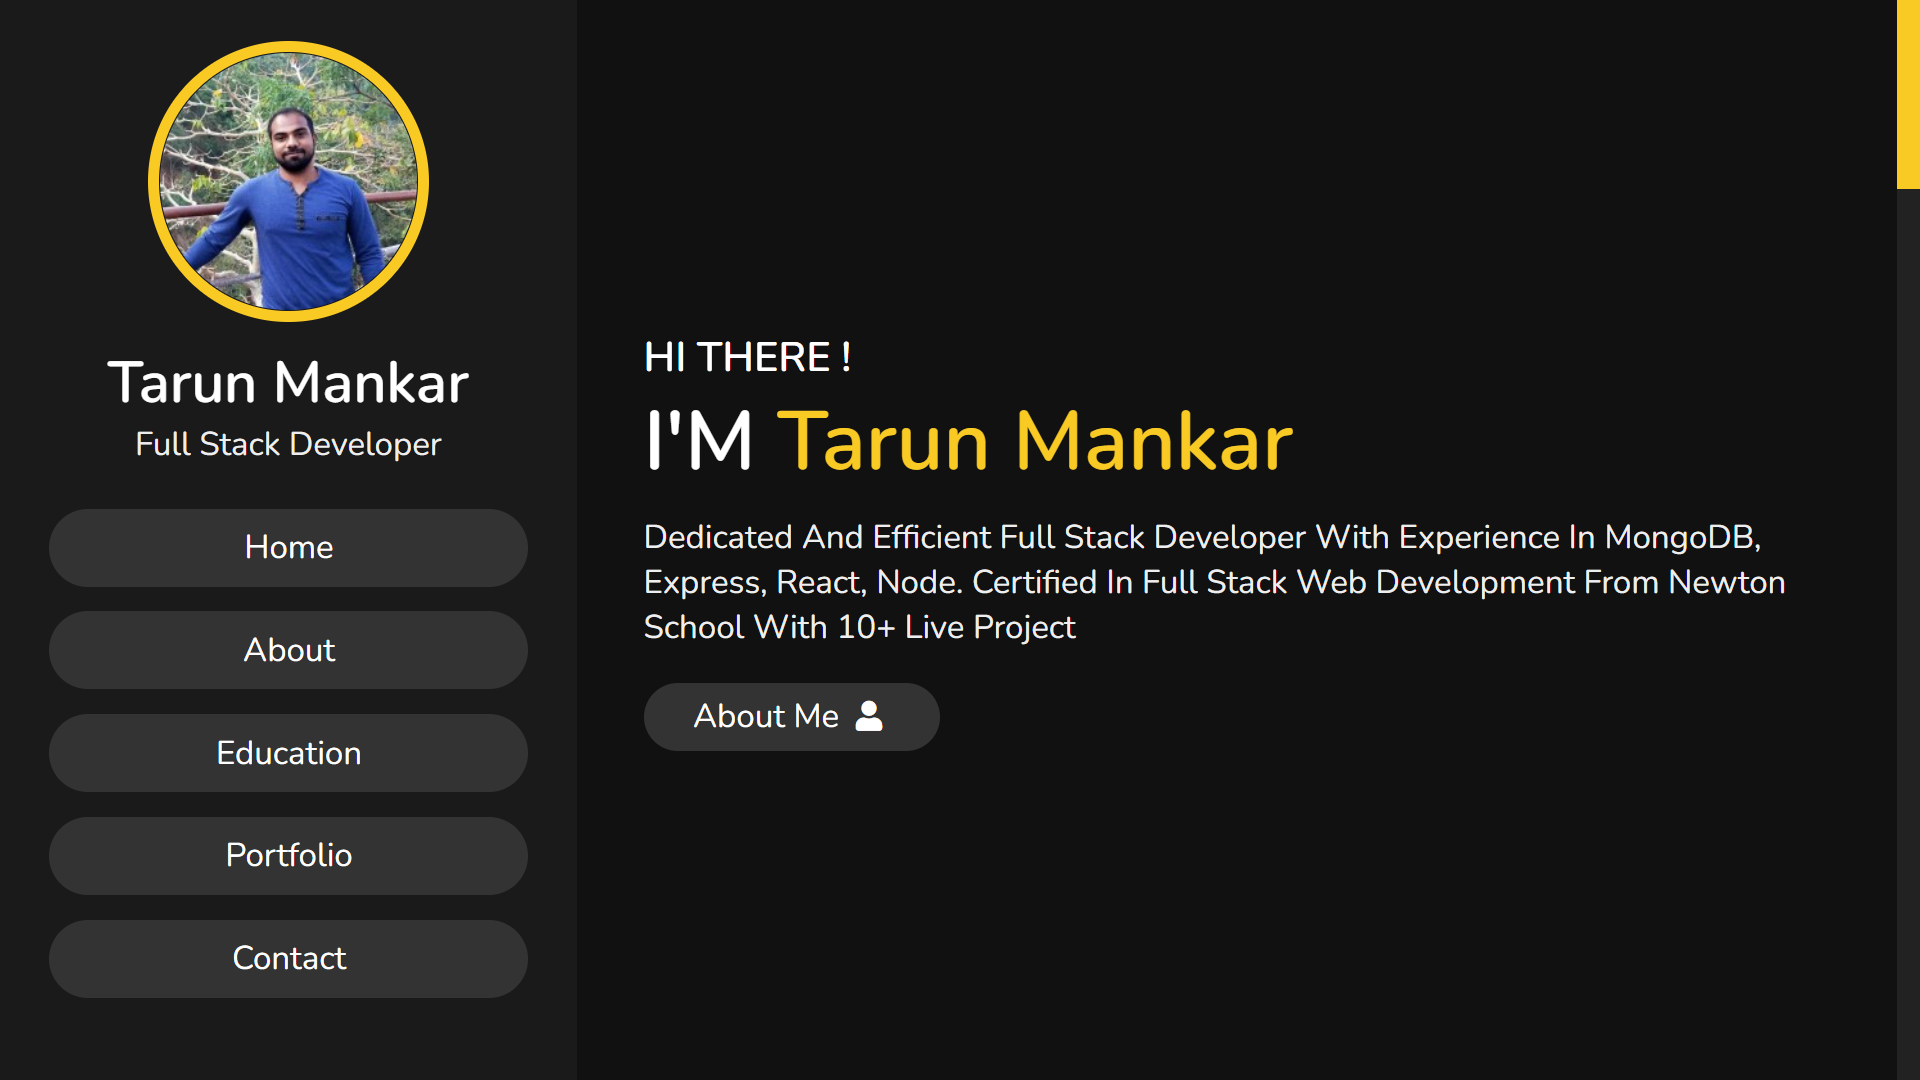 Tarun Mankar
Full Stack Developer
Home
About
Education
Portfolio
Contact
HI THERE !
I'M Tarun Mankar
Dedicated And Efficient Full Stack Developer With Experience In MongoDB,
Express, React, Node. Certified In Full Stack Web Development From Newton
School With 10+ Live Project
About Me